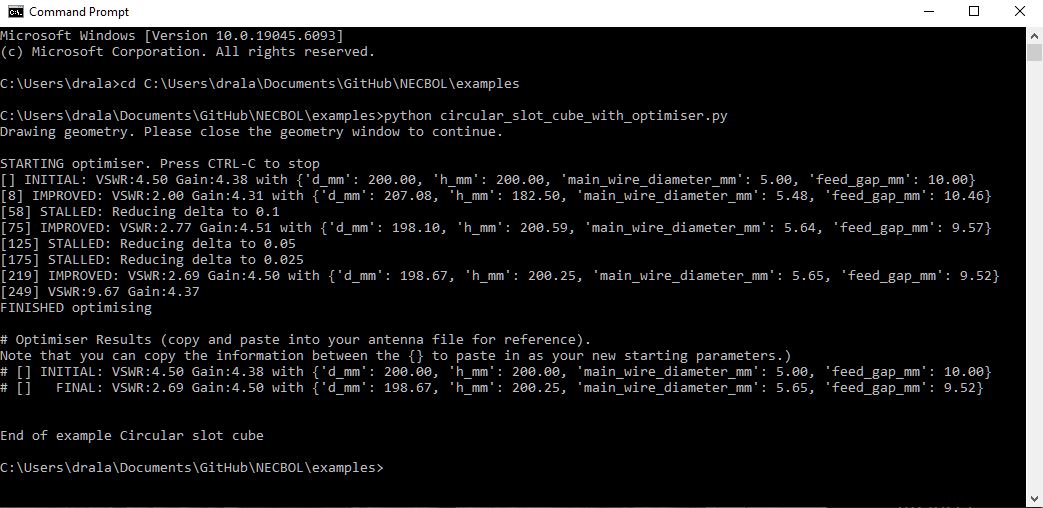 Command Prompt
Microsoft Windows [Version 10.0.19045.6093]
(c) Microsoft Corporation. All rights reserved.
C:\Users\drala>cd C:\Users\drala\Documents\GitHub\NECBOL\examples
C:\Users\drala\Documents\GitHub\NECBOL\examples>python circular_slot_cube_with_optimiser.py
Drawing geometry. Please close the geometry window to continue.
STARTING optimiser. Press CTRL-C to stop
[] INITIAL: VSWR:4.50 Gain:4.38 with {'d_mm': 200.00, 'h_mm': 200.00, 'main_wire_diameter_mm': 5.00, 'feed_gap_mm': 10.00}
[8] IMPROVED: VSWR:2.00 Gain:4.31 with {'d_mm': 207.08, 'h_mm': 182.50, 'main_wire_diameter_mm': 5.48, 'feed_gap_mm': 10.46}
[58] STALLED: Reducing delta to 0.1
[75] IMPROVED: VSWR:2.77 Gain:4.51 with {'d_mm': 198.10, 'h_mm': 200.59, 'main_wire_diameter_mm': 5.64, 'feed_gap_mm': 9.57}
[125] STALLED: Reducing delta to 0.05
[175] STALLED: Reducing delta to 0.025
[219] IMPROVED: VSWR:2.69 Gain:4.50 with {'d_mm': 198.67, 'h_mm': 200.25, 'main_wire_diameter_mm': 5.65, 'feed_gap_mm': 9.52}
[249] VSWR:9.67 Gain:4.37
FINISHED optimising
# Optimiser Results (copy and paste into your antenna file for reference).
Note that you can copy the information between the {} to paste in as your new starting parameters.)
# [] INITIAL: VSWR:4.50 Gain:4.38 with {'d_mm': 200.00, 'h_mm': 200.00, 'main_wire_diameter_mm': 5.00, 'feed_gap_mm': 10.00}
# []   FINAL: VSWR:2.69 Gain:4.50 with {'d_mm': 198.67, 'h_mm': 200.25, 'main_wire_diameter_mm': 5.65, 'feed_gap_mm': 9.52}
End of example Circular slot cube
C:\Users\drala\Documents\GitHub\NECBOL\examples>